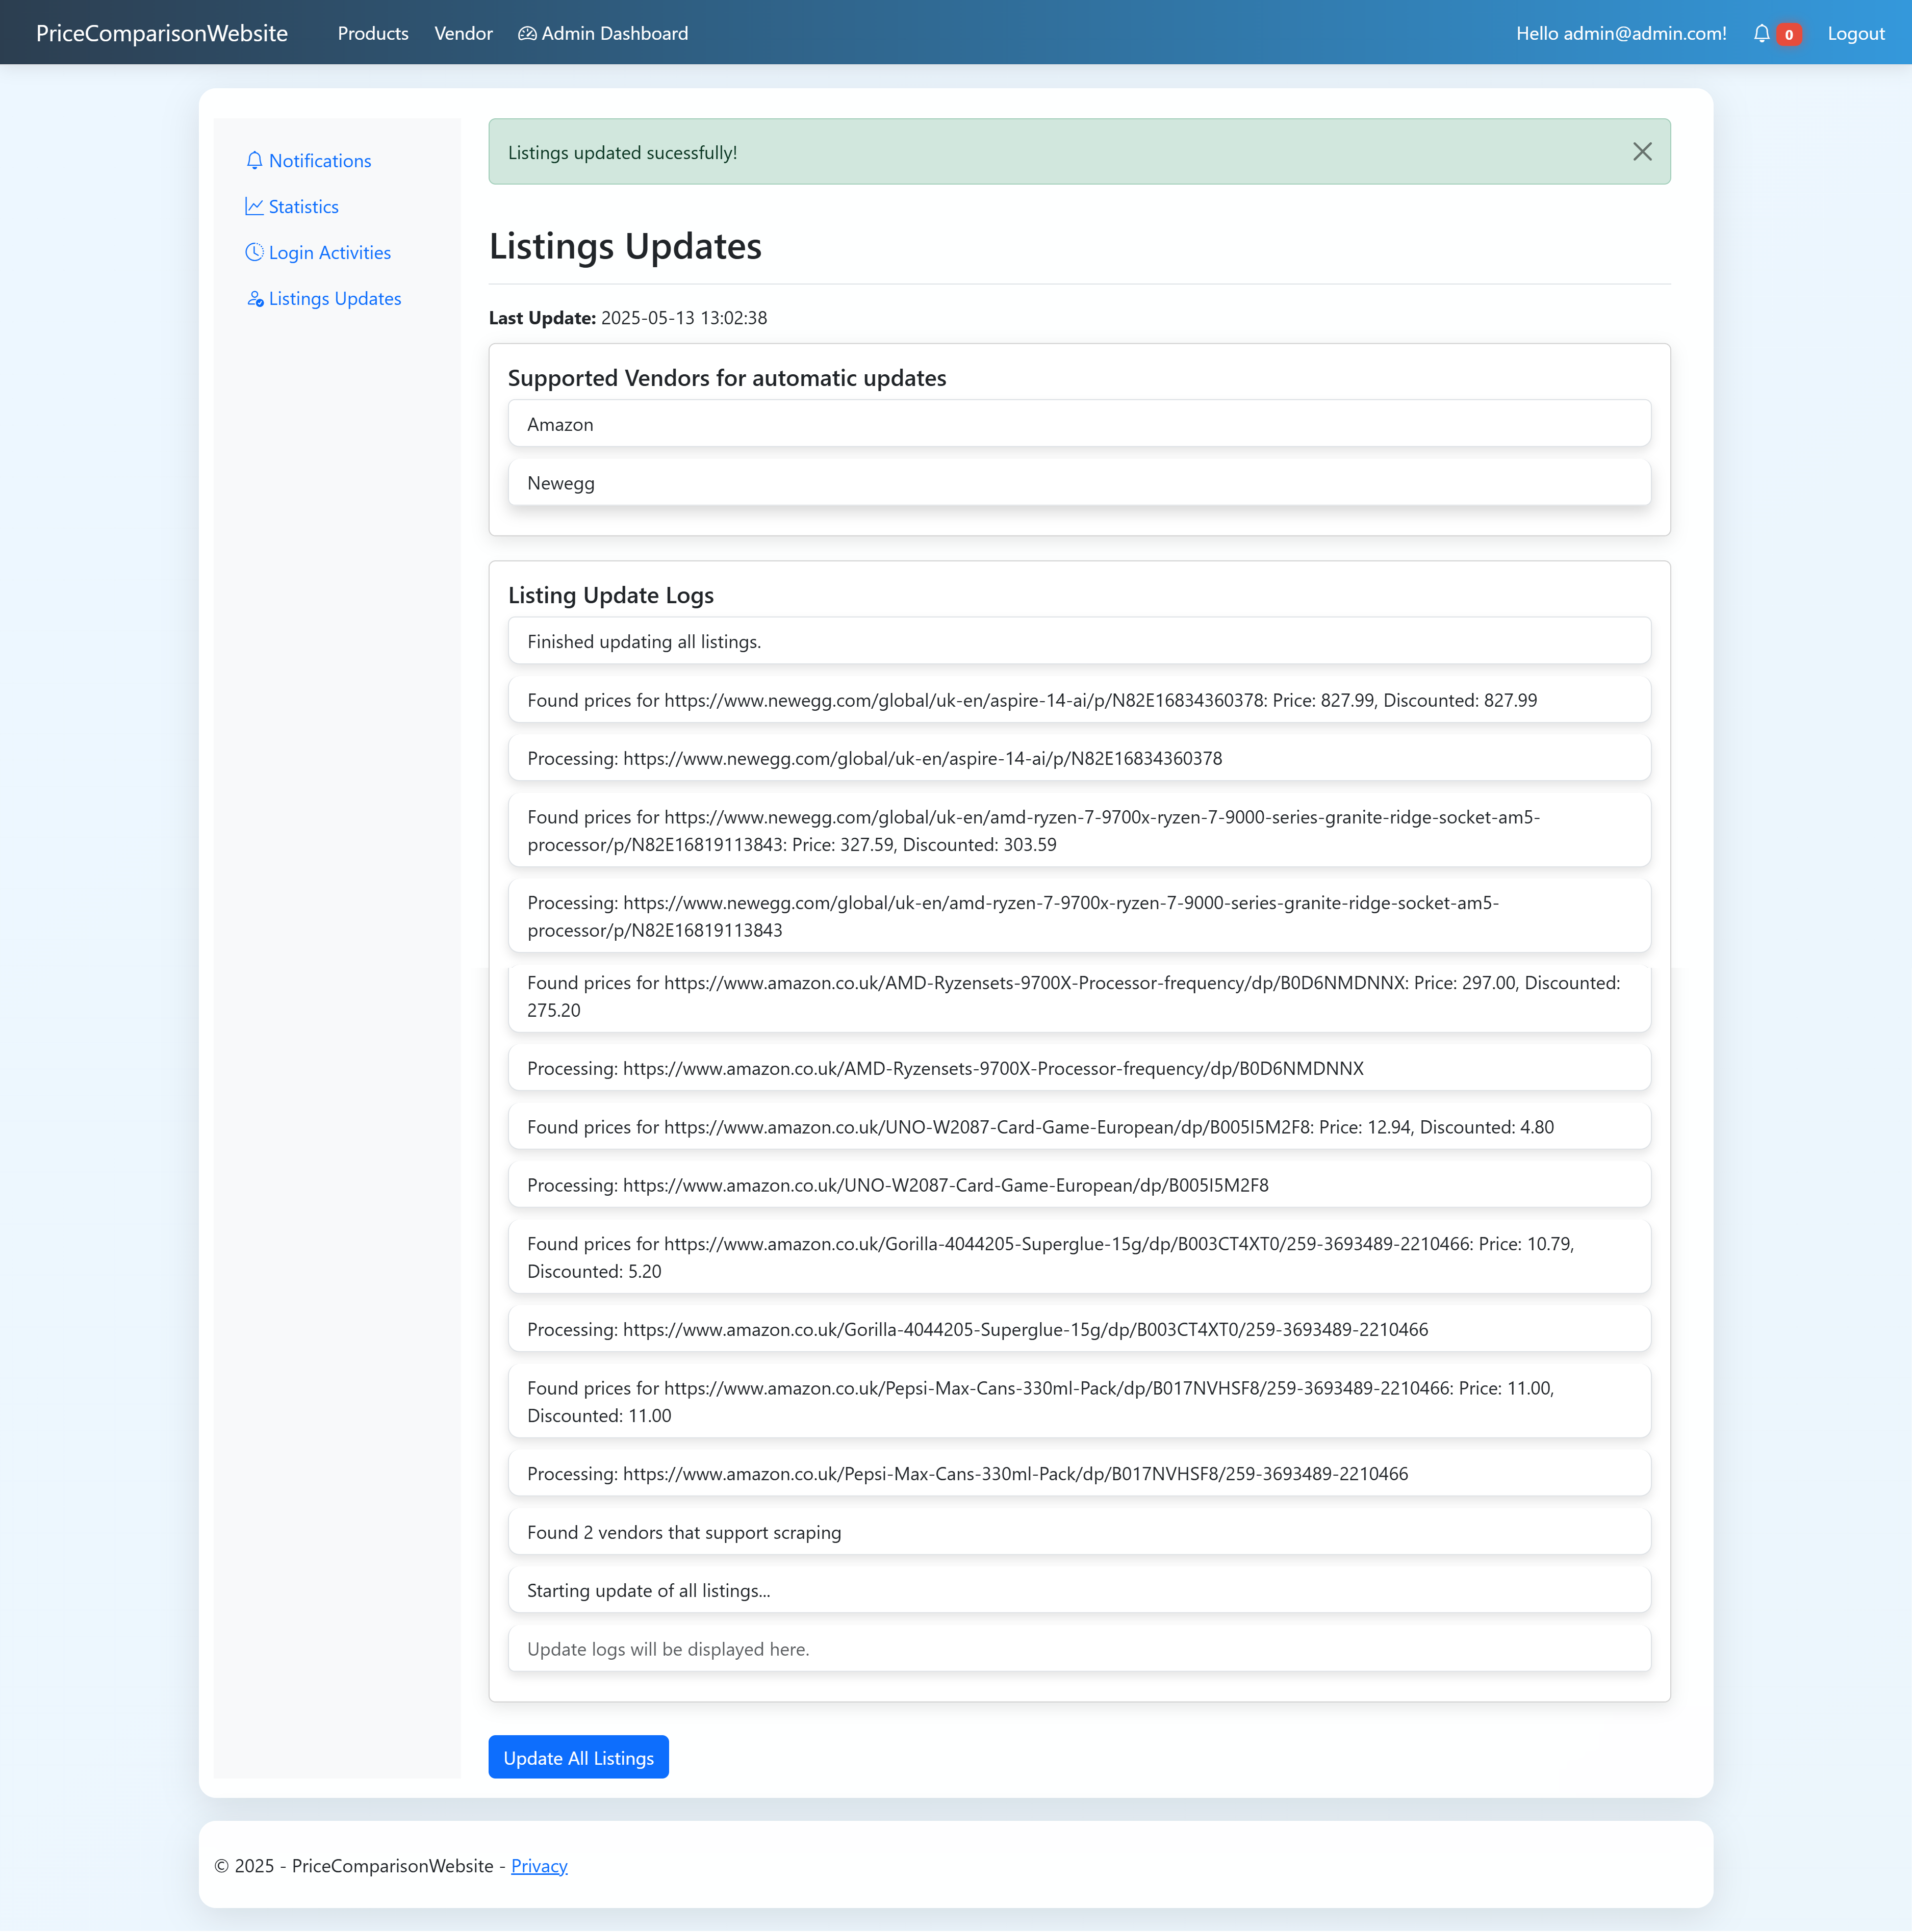 PriceComparisonWebsite Products Vendor Admin Dashboard Hello admin@admin.com! 0 Logout
Notifications
Statistics
Login Activities
Listings Updates
Listings updated sucessfully!
Listings Updates
Last Update: 2025-05-13 13:02:38
Supported Vendors for automatic updates
Amazon
Newegg
Listing Update Logs
Finished updating all listings.
Found prices for https://www.newegg.com/global/uk-en/aspire-14-ai/p/N82E16834360378: Price: 827.99, Discounted: 827.99
Processing: https://www.newegg.com/global/uk-en/aspire-14-ai/p/N82E16834360378
Found prices for https://www.newegg.com/global/uk-en/amd-ryzen-7-9700x-ryzen-7-9000-series-granite-ridge-socket-am5-
processor/p/N82E16819113843: Price: 327.59, Discounted: 303.59
Processing: https://www.newegg.com/global/uk-en/amd-ryzen-7-9700x-ryzen-7-9000-series-granite-ridge-socket-am5-
processor/p/N82E16819113843
Found prices for https://www.amazon.co.uk/AMD-Ryzensets-9700X-Processor-frequency/dp/B0D6NMDNNX: Price: 297.00, Discounted:
275.20
Processing: https://www.amazon.co.uk/AMD-Ryzensets-9700X-Processor-frequency/dp/B0D6NMDNNX
Found prices for https://www.amazon.co.uk/UNO-W2087-Card-Game-European/dp/B005I5M2F8: Price: 12.94, Discounted: 4.80
Processing: https://www.amazon.co.uk/UNO-W2087-Card-Game-European/dp/B005I5M2F8
Found prices for https://www.amazon.co.uk/Gorilla-4044205-Superglue-15g/dp/B003CT4XT0/259-3693489-2210466: Price: 10.79,
Discounted: 5.20
Processing: https://www.amazon.co.uk/Gorilla-4044205-Superglue-15g/dp/B003CT4XT0/259-3693489-2210466
Found prices for https://www.amazon.co.uk/Pepsi-Max-Cans-330ml-Pack/dp/B017NVHSF8/259-3693489-2210466: Price: 11.00,
Discounted: 11.00
Processing: https://www.amazon.co.uk/Pepsi-Max-Cans-330ml-Pack/dp/B017NVHSF8/259-3693489-2210466
Found 2 vendors that support scraping
Starting update of all listings...
Update logs will be displayed here.
Update All Listings
© 2025 - PriceComparisonWebsite - Privacy